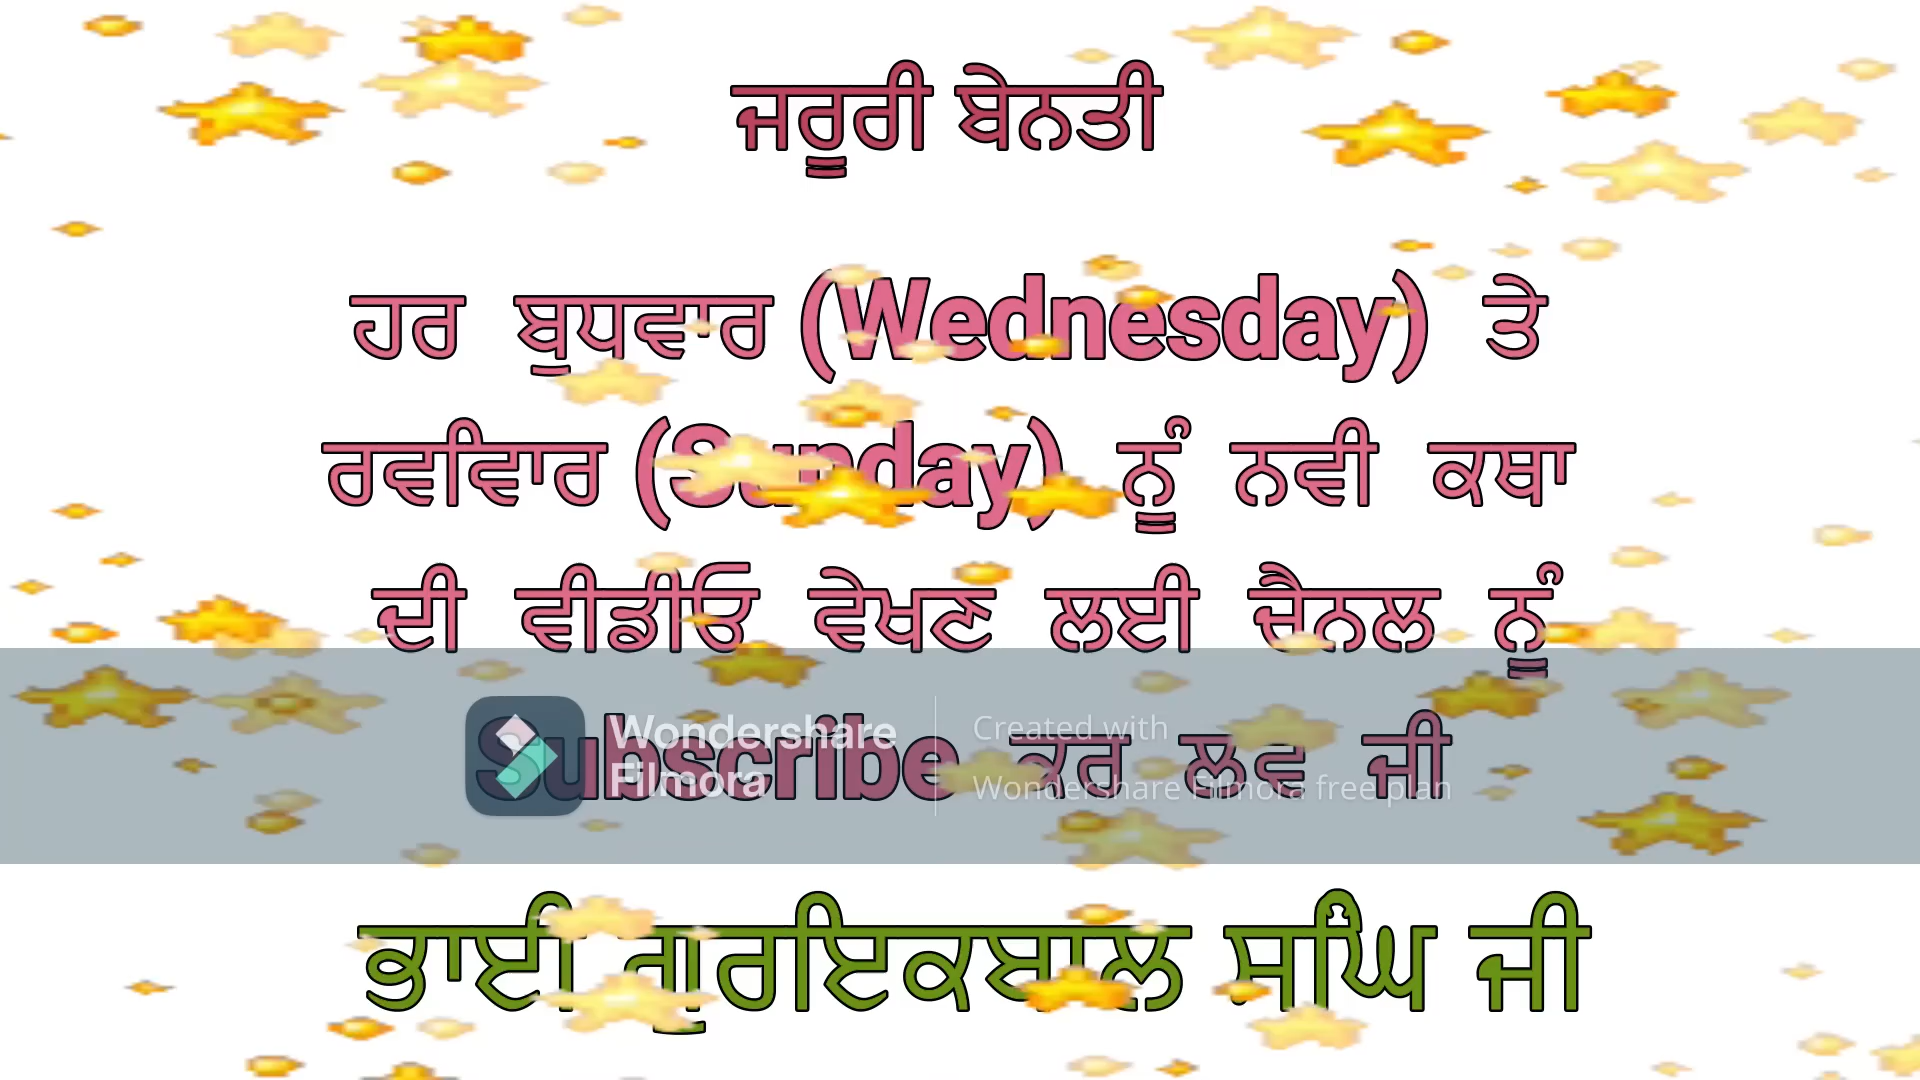 ਜਰੂਰੀ ਬੇਨਤੀ
ਹਰ ਬੁਧਵਾਰ (Wednesday) ਤੇ
ਰਵੀਵਾਰ (Sunday) ਨੂੰ ਨਵੀ ਕਥਾ
ਦੀ ਵੀਡੀਓ ਵੇਖਣ ਲਈ ਚੈਨਲ ਨੂੰ
Subscribe ਕਰ ਲਵ ਜੀ
Wondershare
Filmora
Created with
Wondershare Filmora free plan
ਭਾਈ ਗੁਰਇਕਬਾਲ ਸਿੰਘ ਜੀ